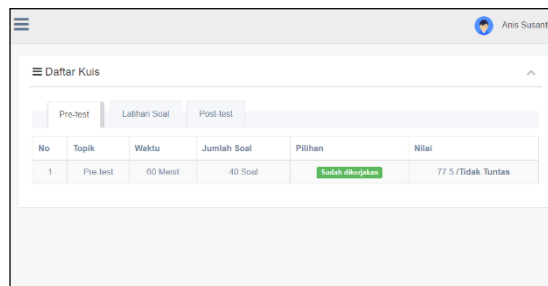 Anis Susant
Daftar Kuis
Pre-test Latihan Soal Post-test
No Topik Waktu Jumlah Soal Pilihan Nilai
1 Pre-test 60 Menit 40 Soal Sudah dikerjakan 77.5 /Tidak Tuntas